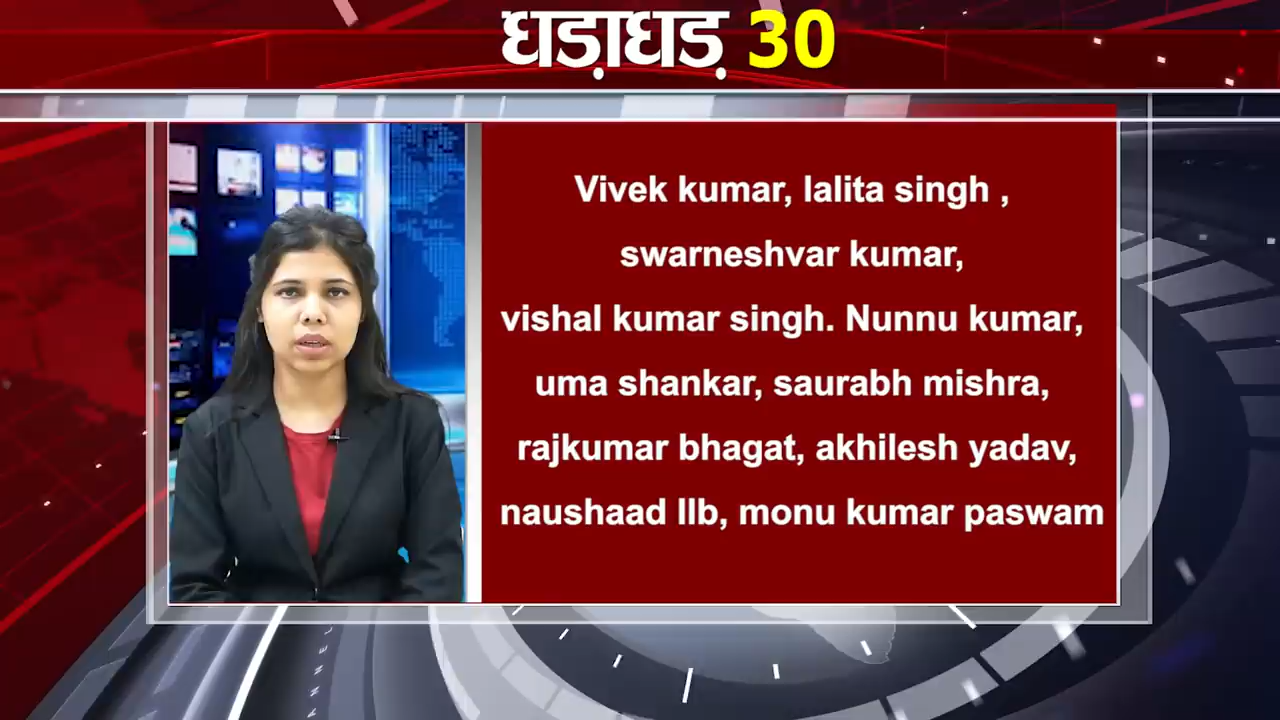 धड़ाधड़ 30
Vivek kumar, lalita singh ,
swarneshvar kumar,
vishal kumar singh. Nunnu kumar,
uma shankar, saurabh mishra,
rajkumar bhagat, akhilesh yadav,
naushaad llb, monu kumar paswam